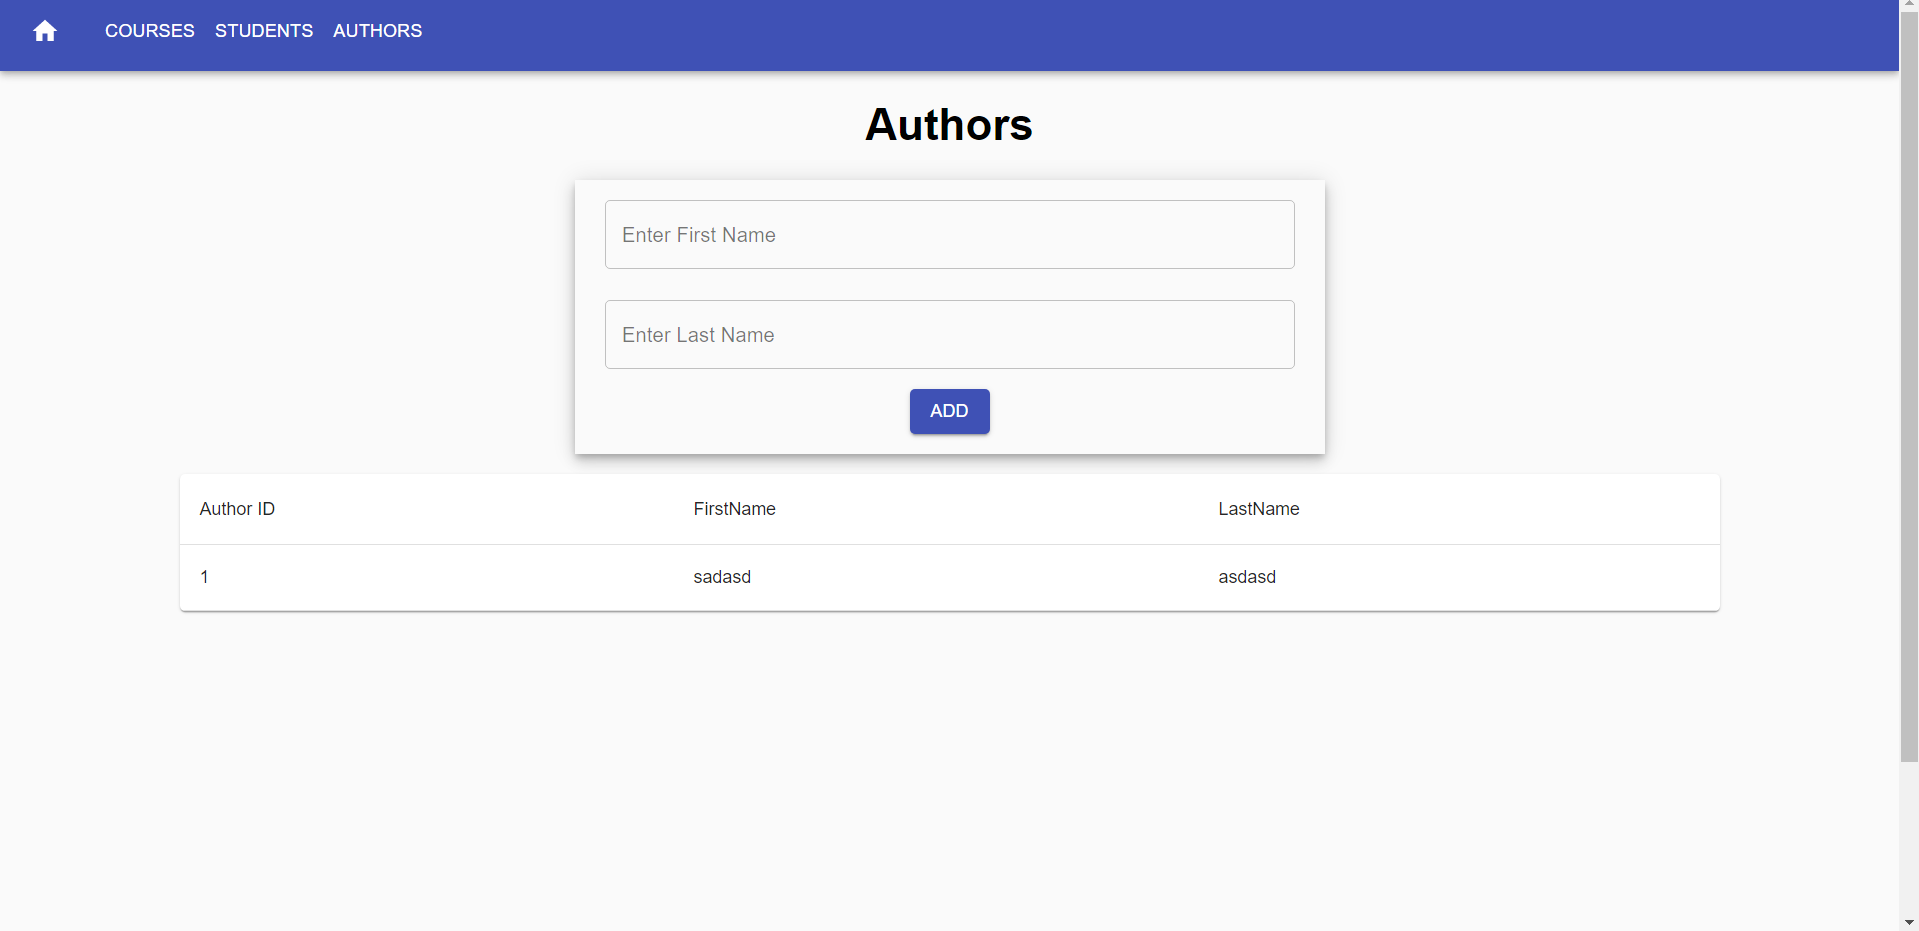 COURSES STUDENTS AUTHORS
Authors
Enter First Name
Enter Last Name
ADD
Author ID FirstName LastName
1 sadasd asdasd